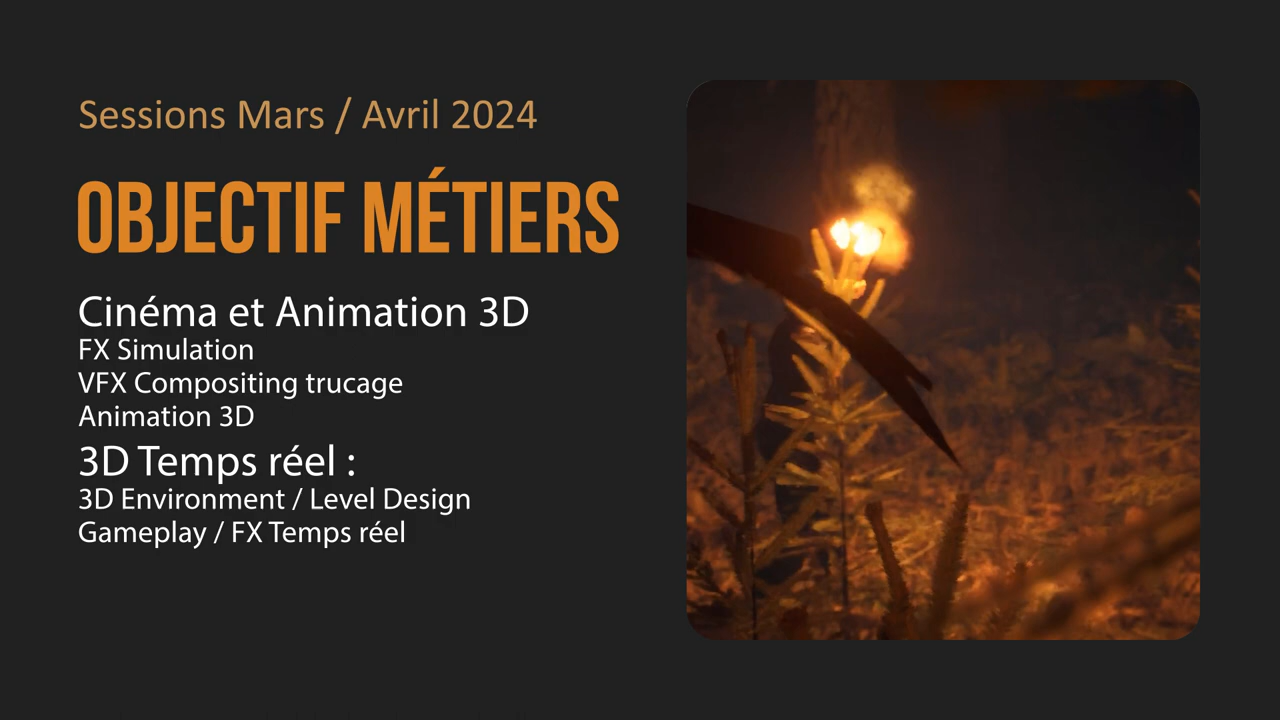 Sessions Mars / Avril 2024
OBJECTIF MÉTIERS
Cinéma et Animation 3D
FX Simulation
VFX Compositing trucage
Animation 3D
3D Temps réel :
3D Environment / Level Design
Gameplay / FX Temps réel